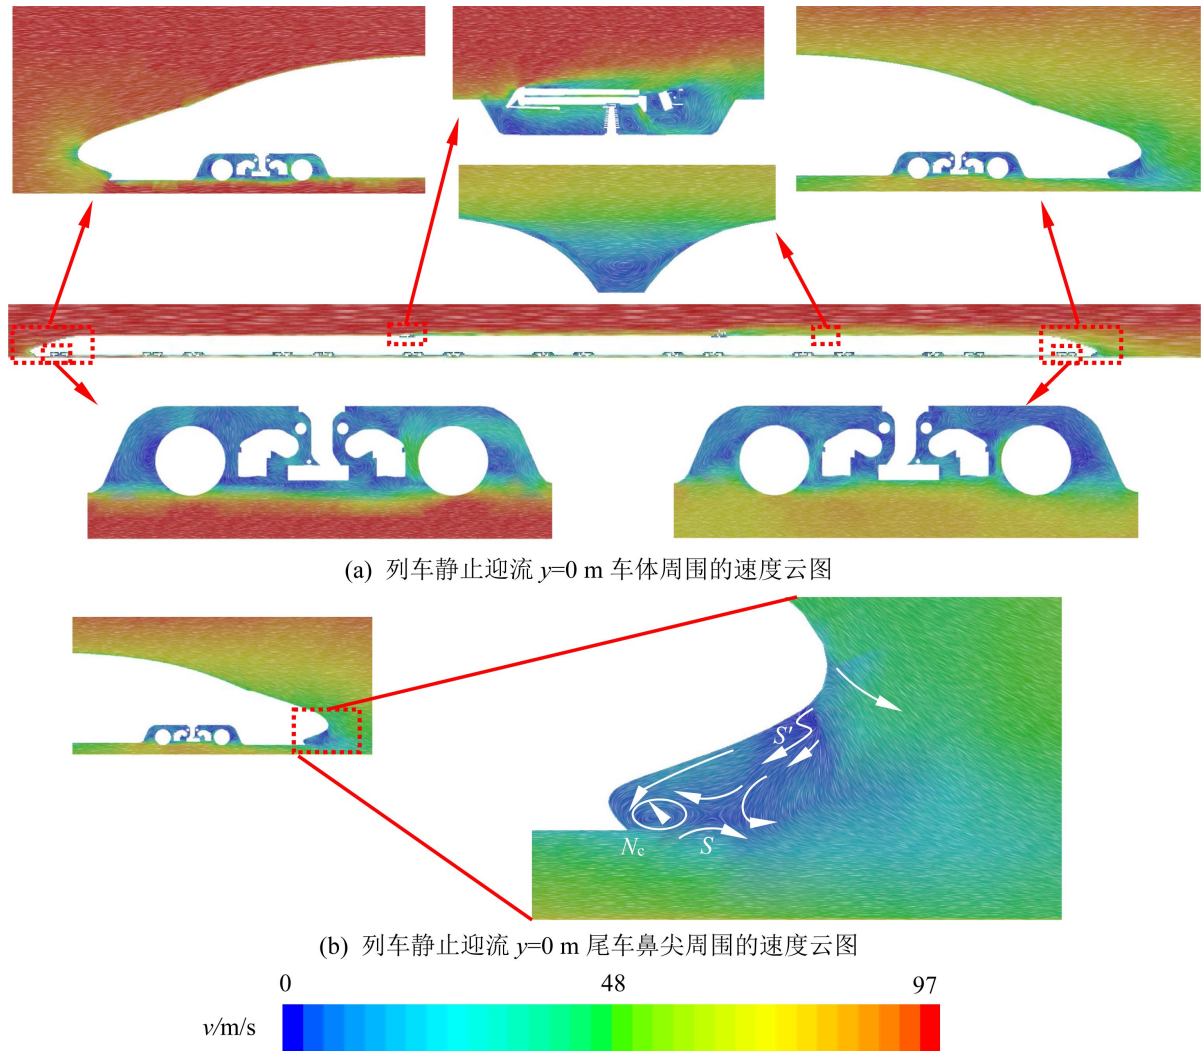 (a) 列车静止迎流 y=0 m 车体周围的速度云图
S'
N_c
S
(b) 列车静止迎流 y=0 m 尾车鼻尖周围的速度云图
0 48 97
v/m/s